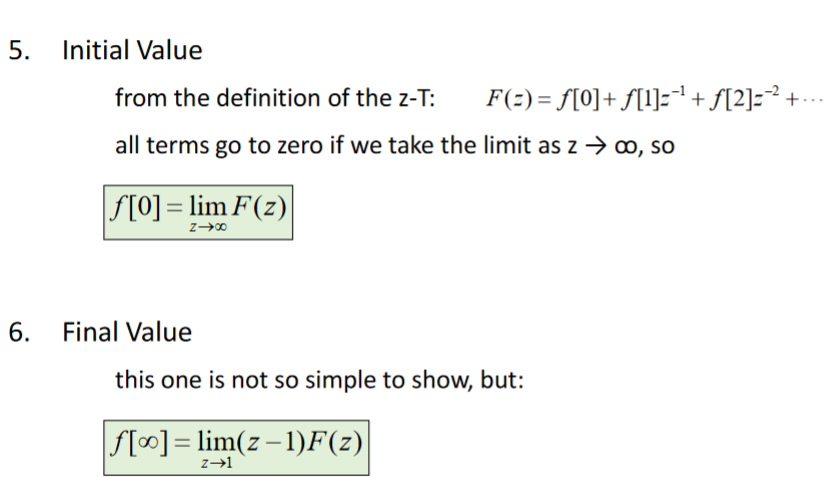 5. Initial Value
from the definition of the z-T: F(z) = f[0] + f[1]z⁻¹ + f[2]z⁻² + ···
all terms go to zero if we take the limit as z → ∞, so
f[0] = lim F(z)
z→∞
6. Final Value
this one is not so simple to show, but:
f[∞] = lim(z − 1)F(z)
z→1